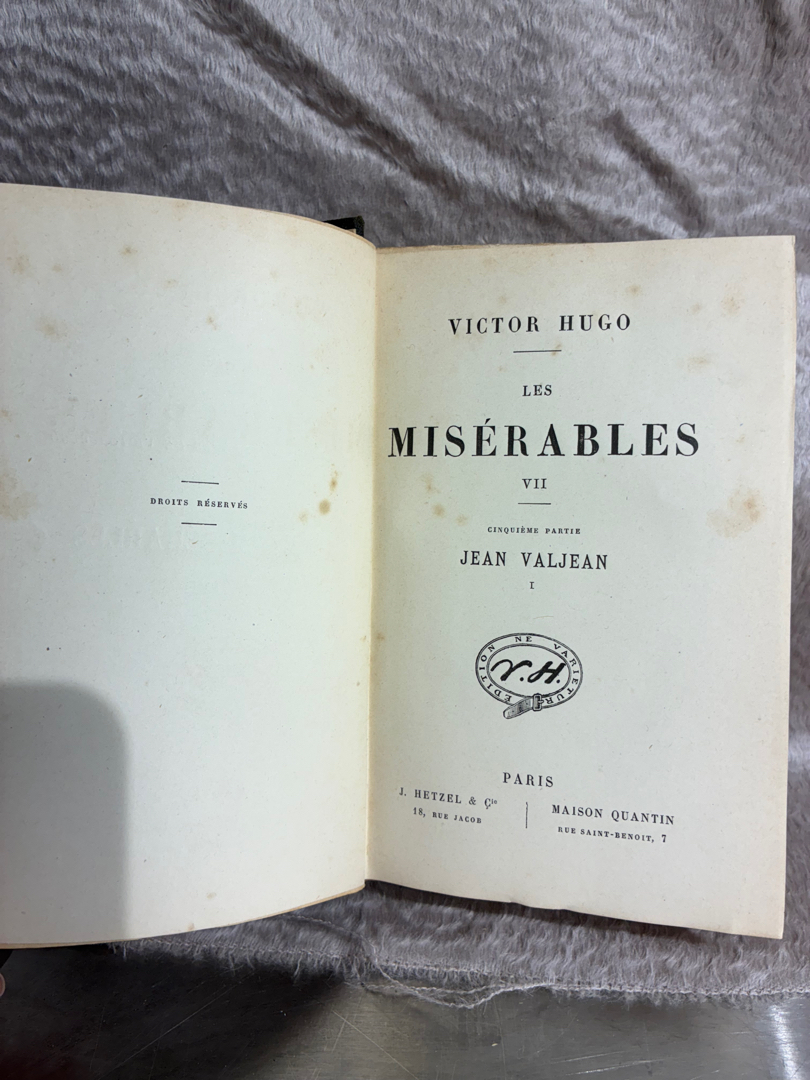 DROITS RÉSERVÉS
VICTOR HUGO
LES
MISÉRABLES
VII
CINQUIÈME PARTIE
JEAN VALJEAN
I
EDITION NE VARIETUR
V.H.
PARIS
J. HETZEL & Cie
18, RUE JACOB
MAISON QUANTIN
RUE SAINT-BENOIT, 7